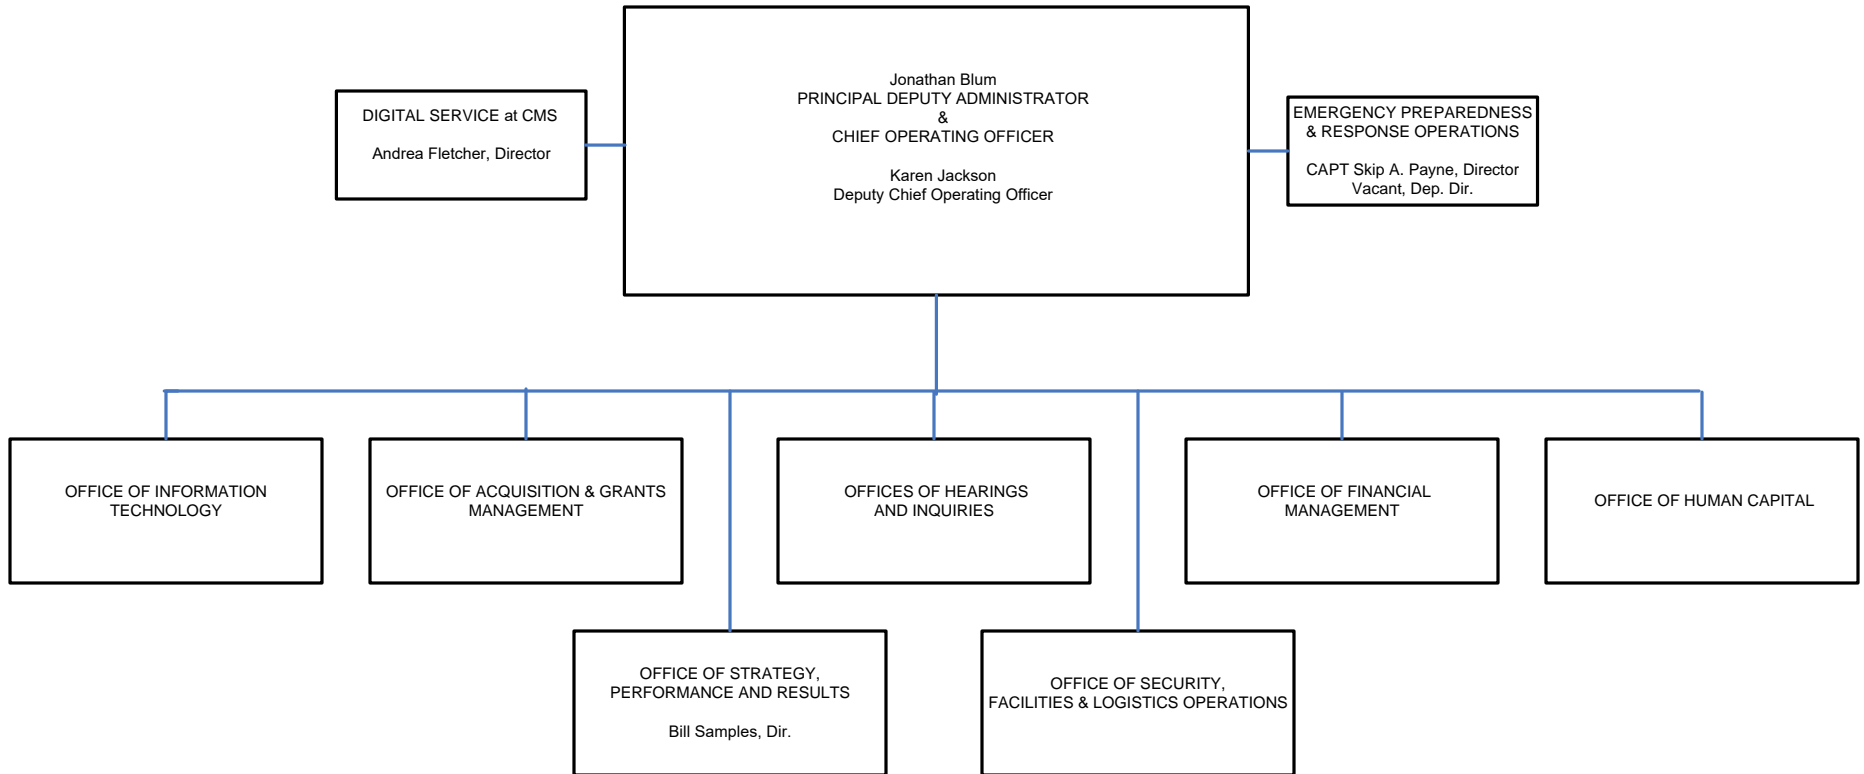 Jonathan Blum
PRINCIPAL DEPUTY ADMINISTRATOR
&
CHIEF OPERATING OFFICER
Karen Jackson
Deputy Chief Operating Officer
DIGITAL SERVICE at CMS
Andrea Fletcher, Director
EMERGENCY PREPAREDNESS
& RESPONSE OPERATIONS
CAPT Skip A. Payne, Director
Vacant, Dep. Dir.
OFFICE OF INFORMATION
TECHNOLOGY
OFFICE OF ACQUISITION & GRANTS
MANAGEMENT
OFFICES OF HEARINGS
AND INQUIRIES
OFFICE OF FINANCIAL
MANAGEMENT
OFFICE OF HUMAN CAPITAL
OFFICE OF STRATEGY,
PERFORMANCE AND RESULTS
Bill Samples, Dir.
OFFICE OF SECURITY,
FACILITIES & LOGISTICS OPERATIONS